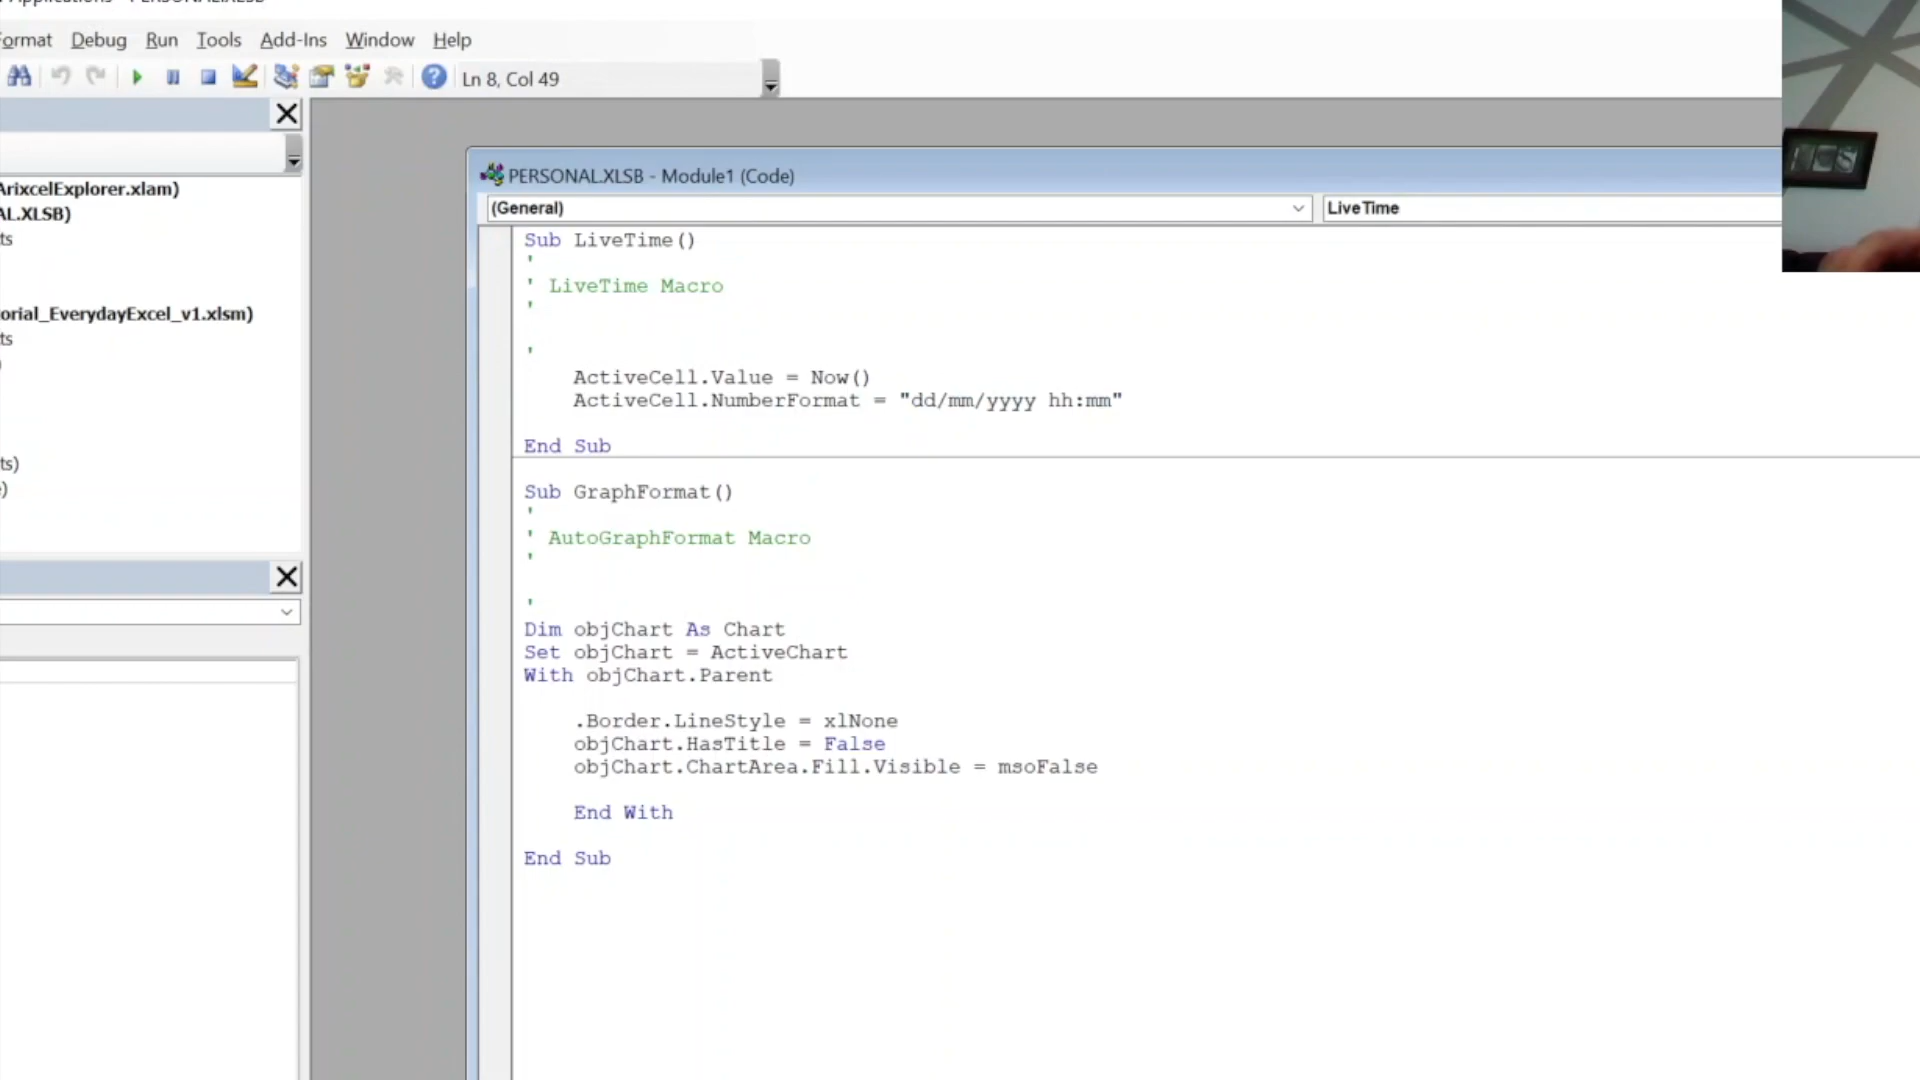 PERSONAL.XLSB
ormat Debug Run Tools Add-Ins Window Help
Ln 8, Col 49
ArixcelExplorer.xlam)
AL.XLSB)
ts
orial_EverydayExcel_v1.xlsm)
ts
)
ts)
)
PERSONAL.XLSB - Module1 (Code)
(General)
LiveTime
Sub LiveTime()
'
' LiveTime Macro
'
'
ActiveCell.Value = Now()
ActiveCell.NumberFormat = "dd/mm/yyyy hh:mm"
End Sub
Sub GraphFormat()
'
' AutoGraphFormat Macro
'
'
Dim objChart As Chart
Set objChart = ActiveChart
With objChart.Parent
.Border.LineStyle = xlNone
objChart.HasTitle = False
objChart.ChartArea.Fill.Visible = msoFalse
End With
End Sub